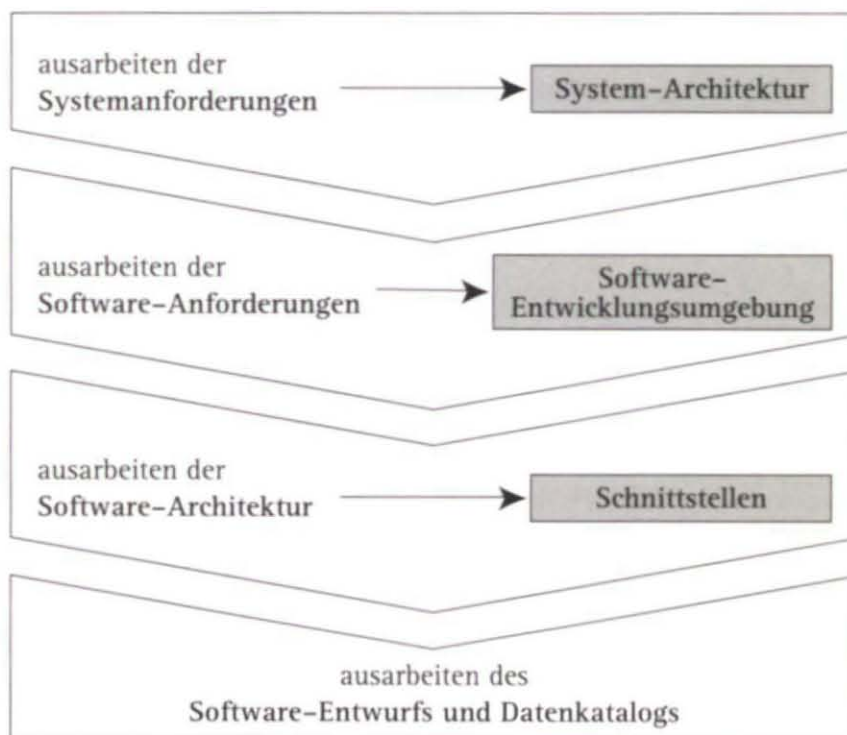 ausarbeiten der
Systemanforderungen
System-Architektur
ausarbeiten der
Software-Anforderungen
Software-
Entwicklungsumgebung
ausarbeiten der
Software-Architektur
Schnittstellen
ausarbeiten des
Software-Entwurfs und Datenkatalogs